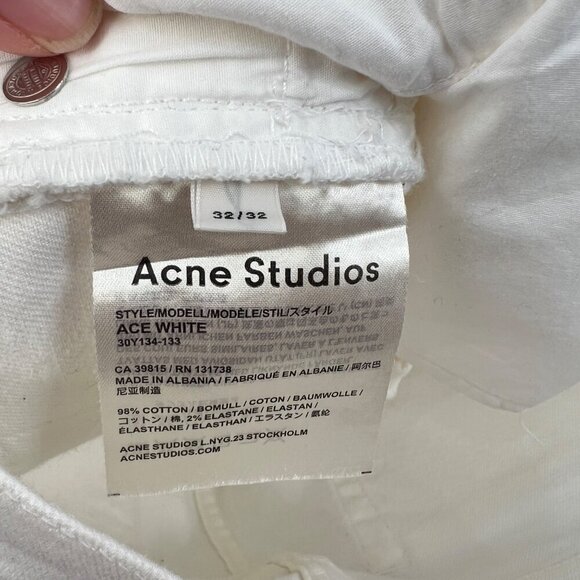 32/32
Acne Studios
STYLE/MODELL/MODÈLE/STIL/スタイル
ACE WHITE
30Y134-133
CA 39815 / RN 131738
MADE IN ALBANIA / FABRIQUÉ EN ALBANIE / 阿尔巴
尼亚制造
98% COTTON / BOMULL / COTON / BAUMWOLLE /
コットン / 棉, 2% ELASTANE / ELASTAN /
ÉLASTHANE / ELASTHAN / エラスタン / 氨纶
ACNE STUDIOS L.NYG.23 STOCKHOLM
ACNESTUDIOS.COM